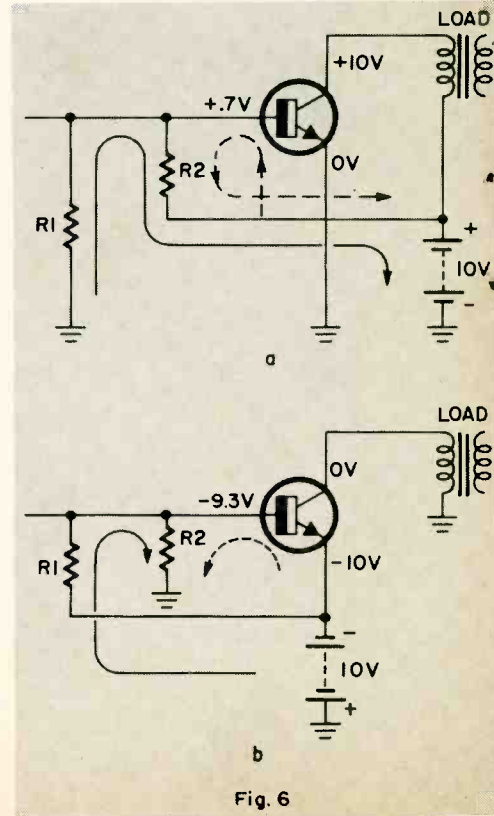 LOAD
+10V
+.7V
R2
0V
R1
+
10V
-
a
LOAD
0V
-9.3V
R2
R1
-10V
-
10V
+
b
Fig. 6